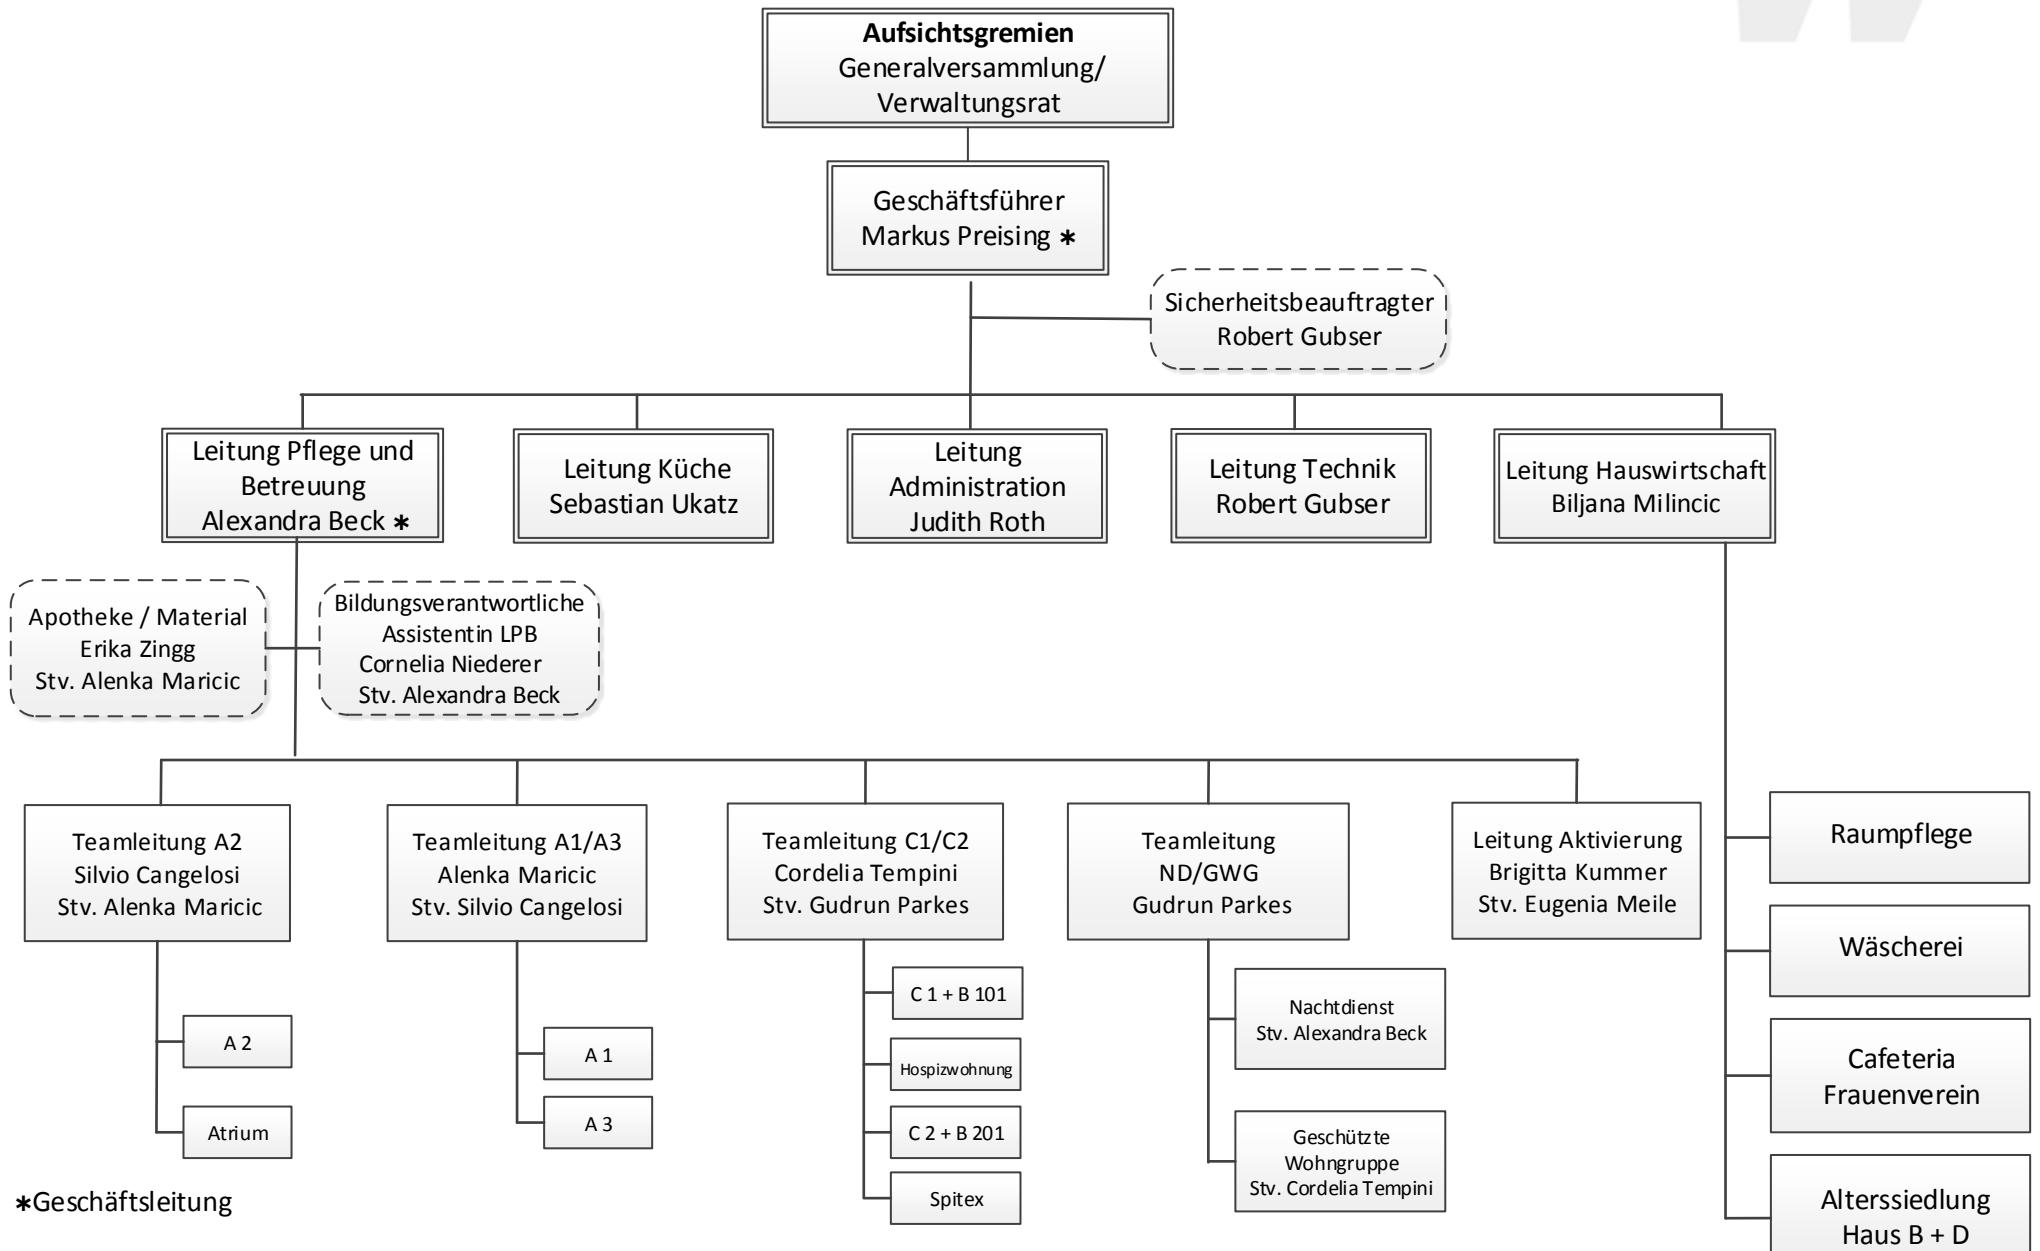 Aufsichtsgremien
Generalversammlung/
Verwaltungsrat
Geschäftsführer
Markus Preising *
Sicherheitsbeauftragter
Robert Gubser
Leitung Pflege und
Betreuung
Alexandra Beck *
Leitung Küche
Sebastian Ukatz
Leitung
Administration
Judith Roth
Leitung Technik
Robert Gubser
Leitung Hauswirtschaft
Biljana Milincic
Apotheke / Material
Erika Zingg
Stv. Alenka Maricic
Bildungsverantwortliche
Assistentin LPB
Cornelia Niederer
Stv. Alexandra Beck
Teamleitung A2
Silvio Cangelosi
Stv. Alenka Maricic
A 2
Atrium
Teamleitung A1/A3
Alenka Maricic
Stv. Silvio Cangelosi
A 1
A 3
Teamleitung C1/C2
Cordelia Tempini
Stv. Gudrun Parkes
C 1 + B 101
Hospizwohnung
C 2 + B 201
Spitex
Teamleitung
ND/GWG
Gudrun Parkes
Nachtdienst
Stv. Alexandra Beck
Geschützte
Wohngruppe
Stv. Cordelia Tempini
Leitung Aktivierung
Brigitta Kummer
Stv. Eugenia Meile
Raumpflege
Wäscherei
Cafeteria
Frauenverein
Alterssiedlung
Haus B + D
*Geschäftsleitung